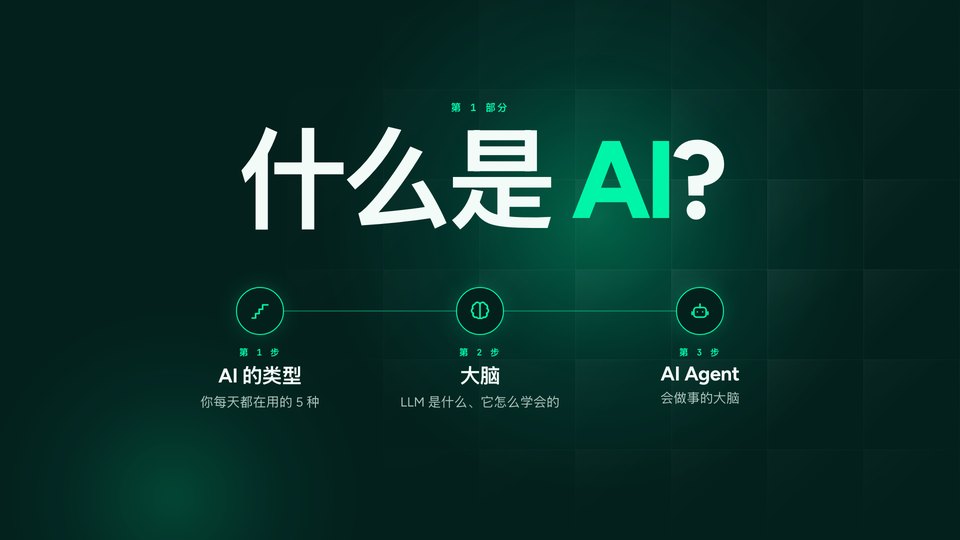 第 1 部分
什么是 AI?
第 1 步
AI 的类型
你每天都在用的 5 种
第 2 步
大脑
LLM 是什么、它怎么学会的
第 3 步
AI Agent
会做事的大脑